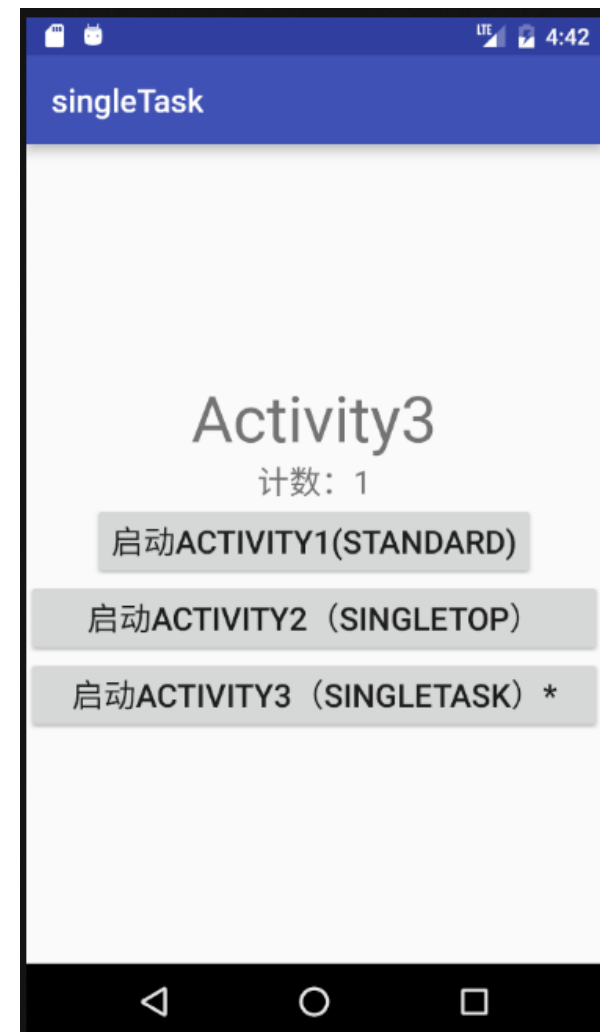 LTE 4:42
singleTask
Activity3
计数：1
启动ACTIVITY1(STANDARD)
启动ACTIVITY2（SINGLETOP）
启动ACTIVITY3（SINGLETASK）*